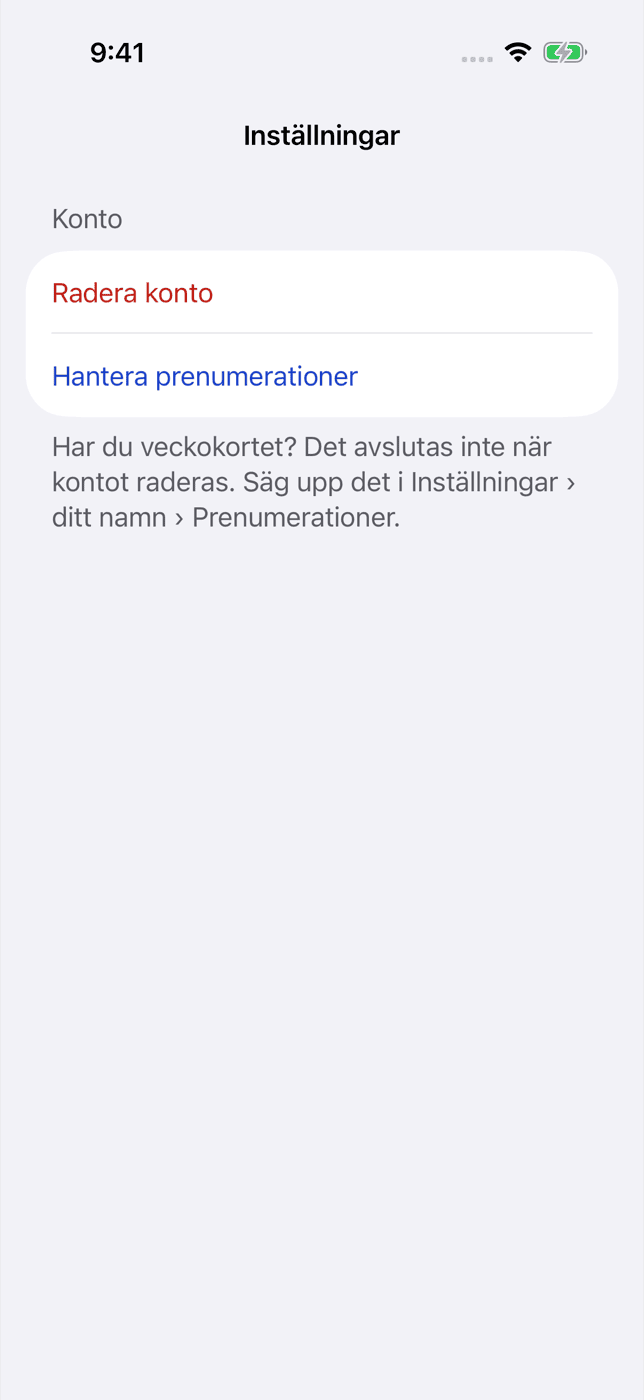 9:41
Inställningar
Konto
Radera konto
Hantera prenumerationer
Har du veckokortet? Det avslutas inte när
kontot raderas. Säg upp det i Inställningar ›
ditt namn › Prenumerationer.